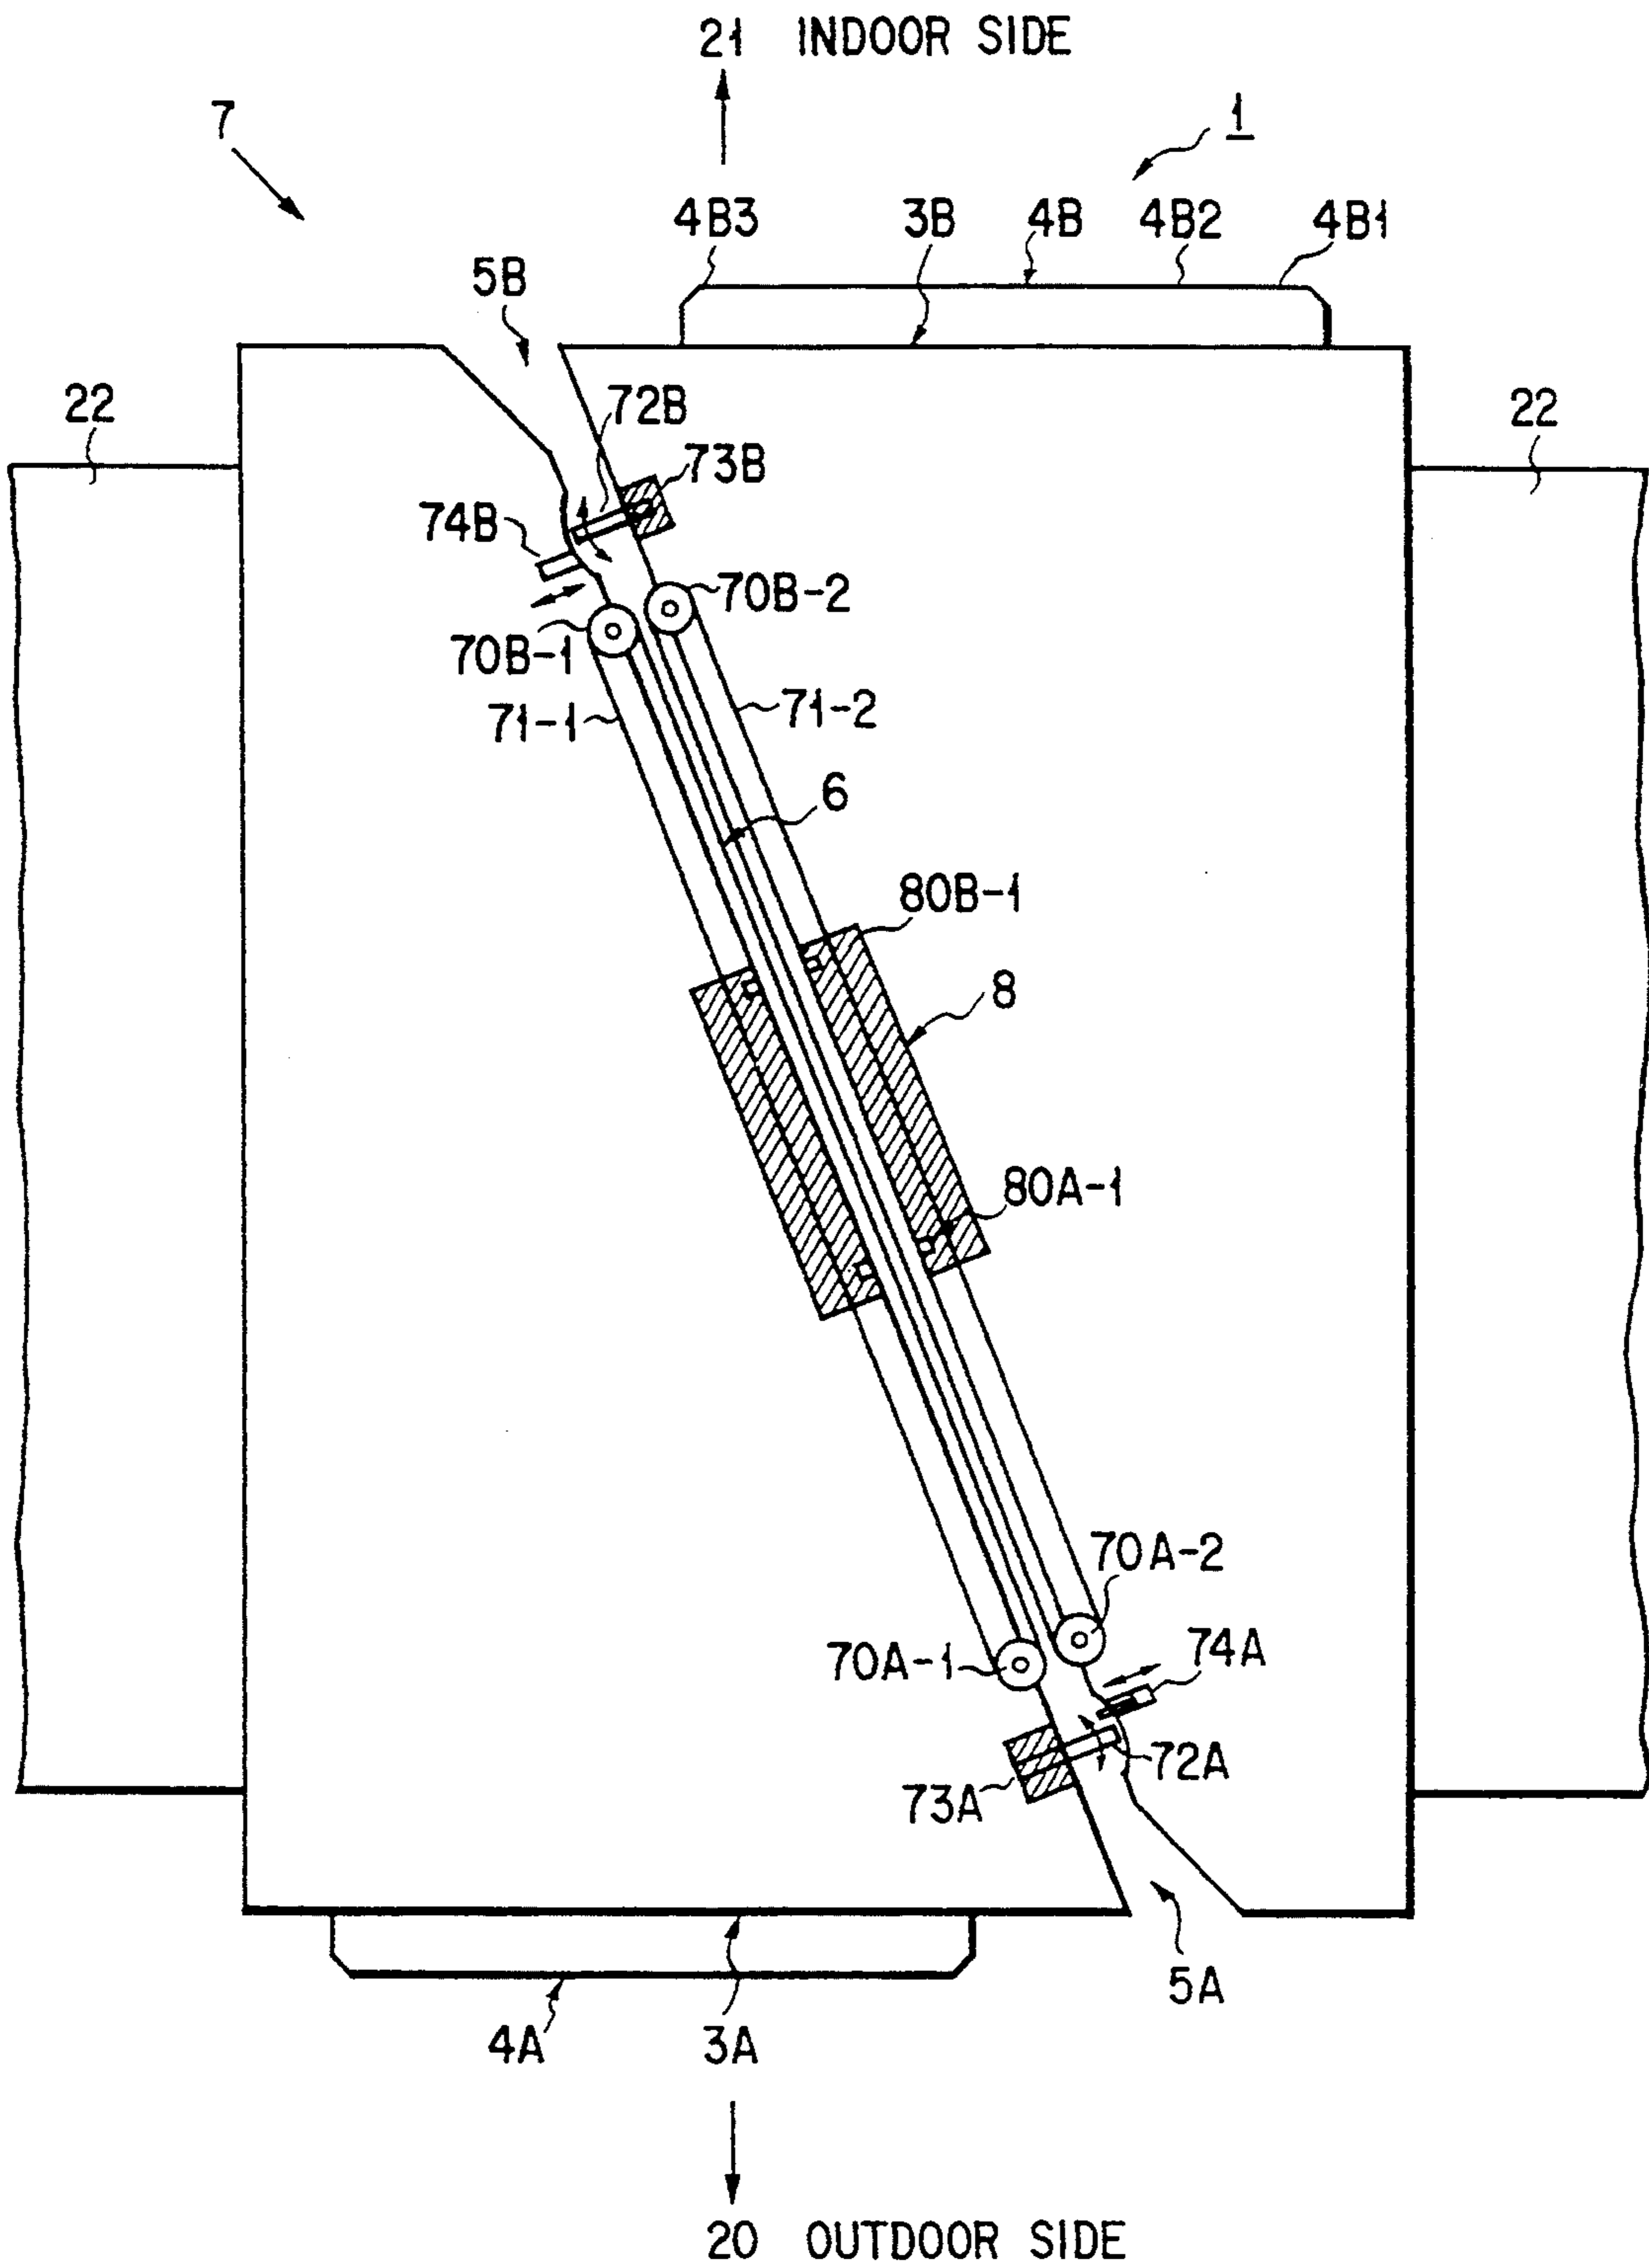 21 INDOOR SIDE
7
1
4B3 3B 4B 4B2 4B1
5B
22
22
72B
73B
74B
70B-2
70B-1
71-1
71-2
6
80B-1
8
80A-1
70A-2
70A-1
74A
72A
73A
5A
4A 3A
20 OUTDOOR SIDE